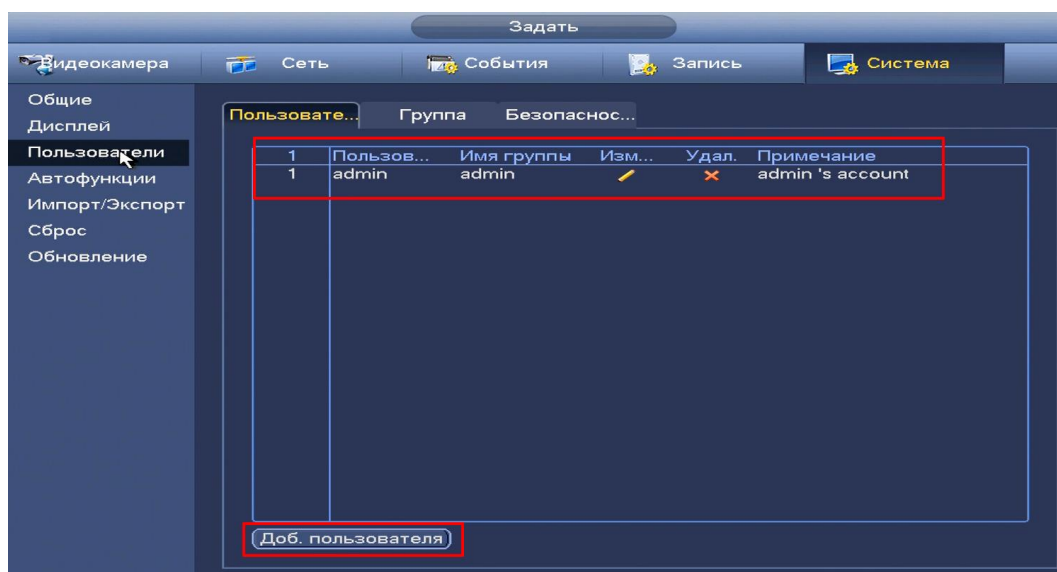 Задать
Видеокамера Сеть События Запись Система
Общие
Дисплей
Пользователи
Автофункции
Импорт/Экспорт
Сброс
Обновление
Пользовате... Группа Безопаснос...
1 Пользов... Имя группы Изм... Удал. Примечание
1 admin admin admin 's account
Доб. пользователя